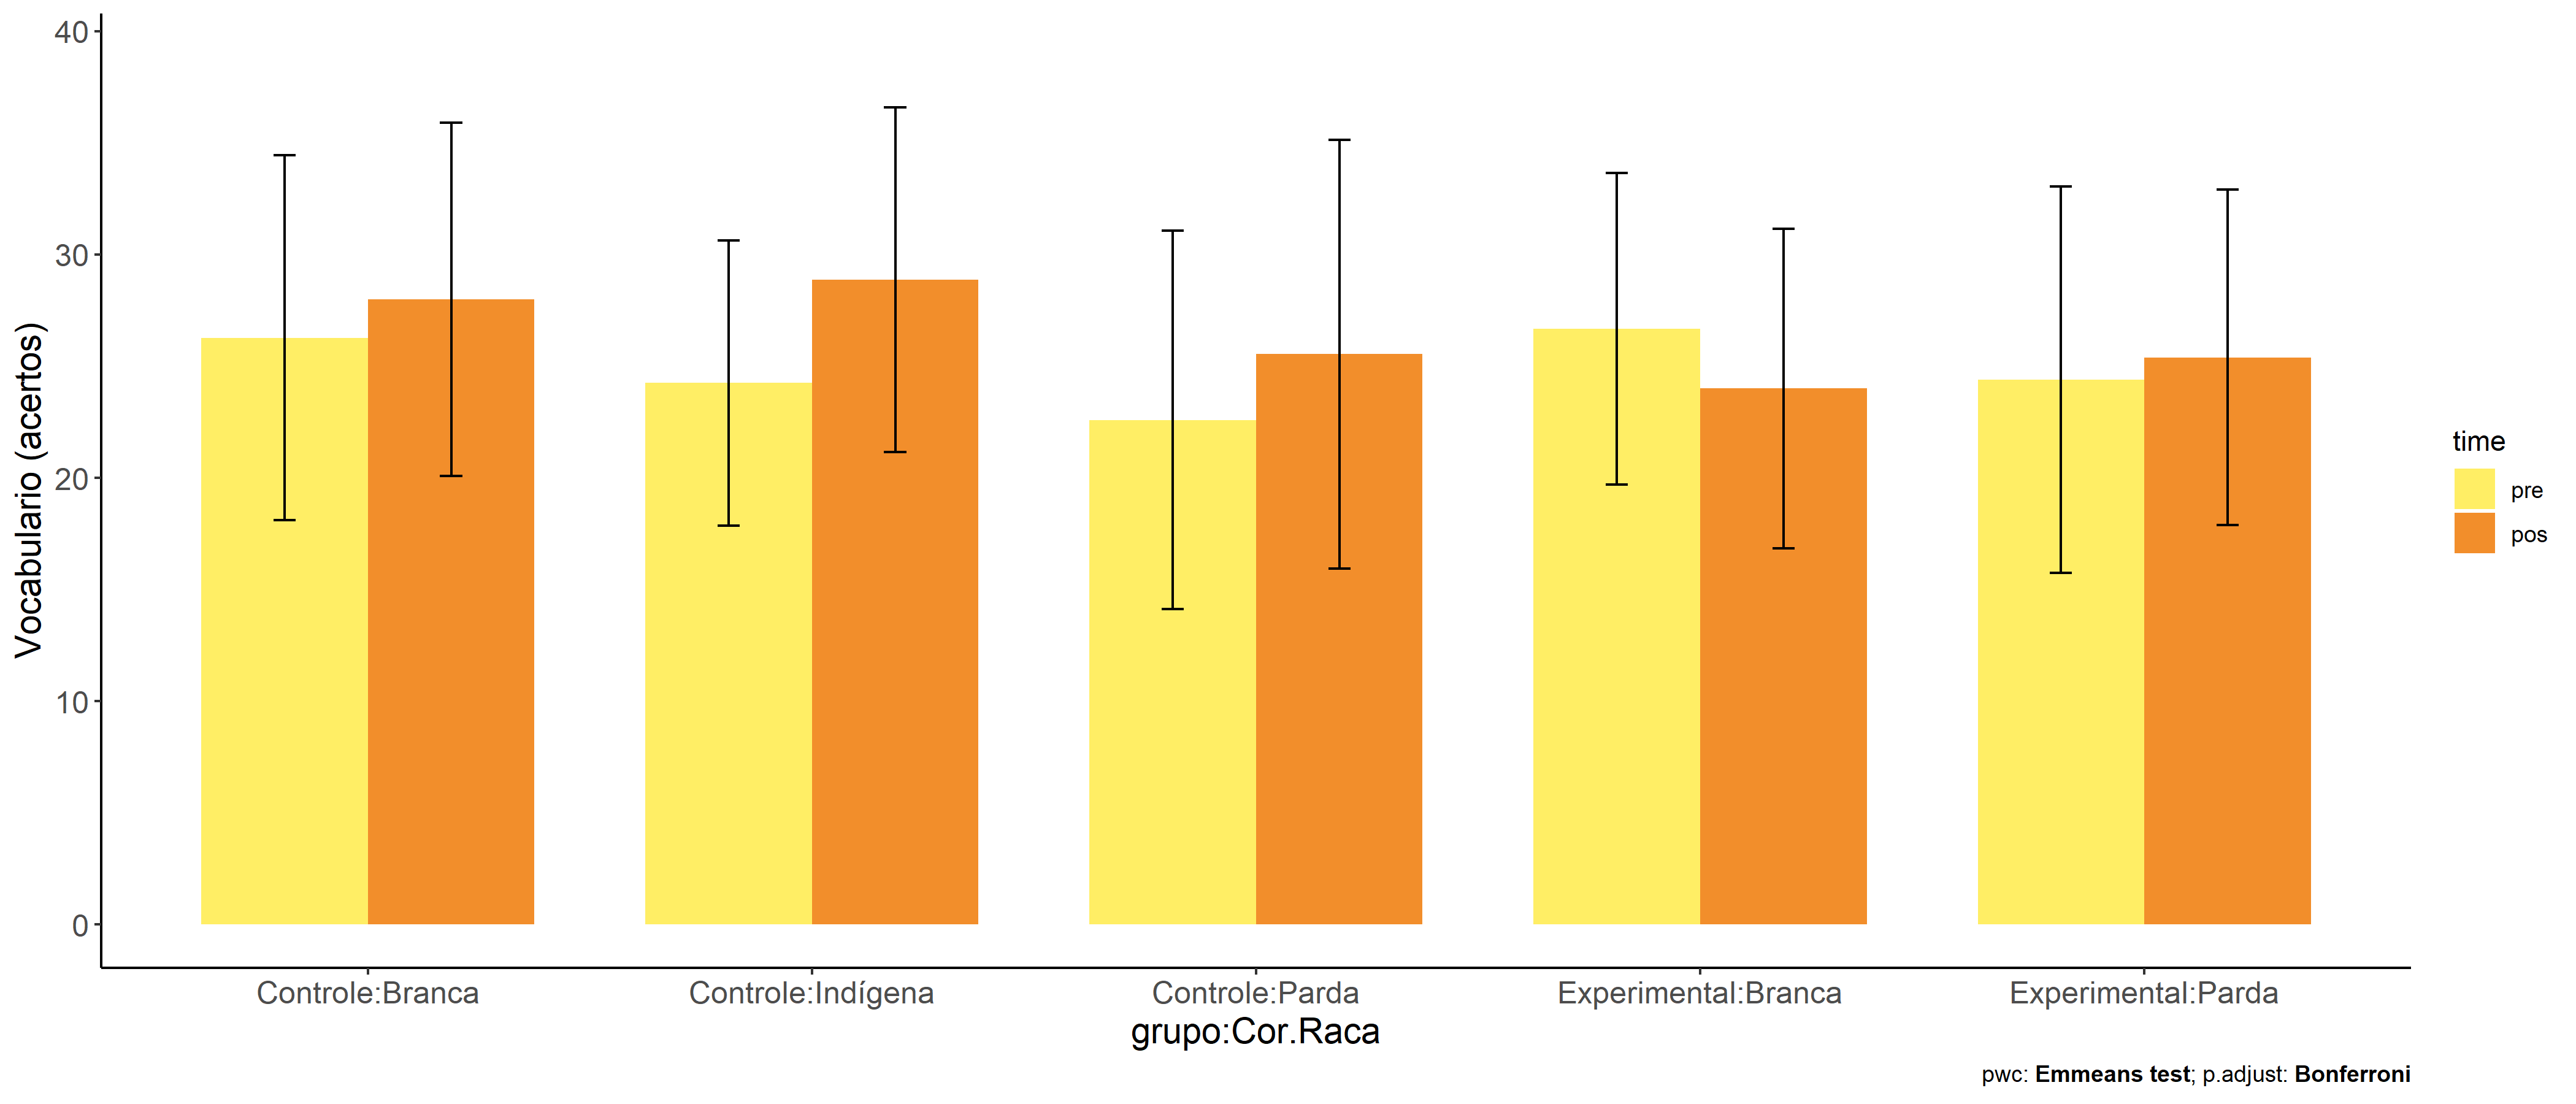 Vocabulario (acertos)
40
30
20
10
0
Controle:Branca
Controle:Indígena
Controle:Parda
Experimental:Branca
Experimental:Parda
grupo:Cor.Raca
time
pre
pos
pwc: Emmeans test; p.adjust: Bonferroni